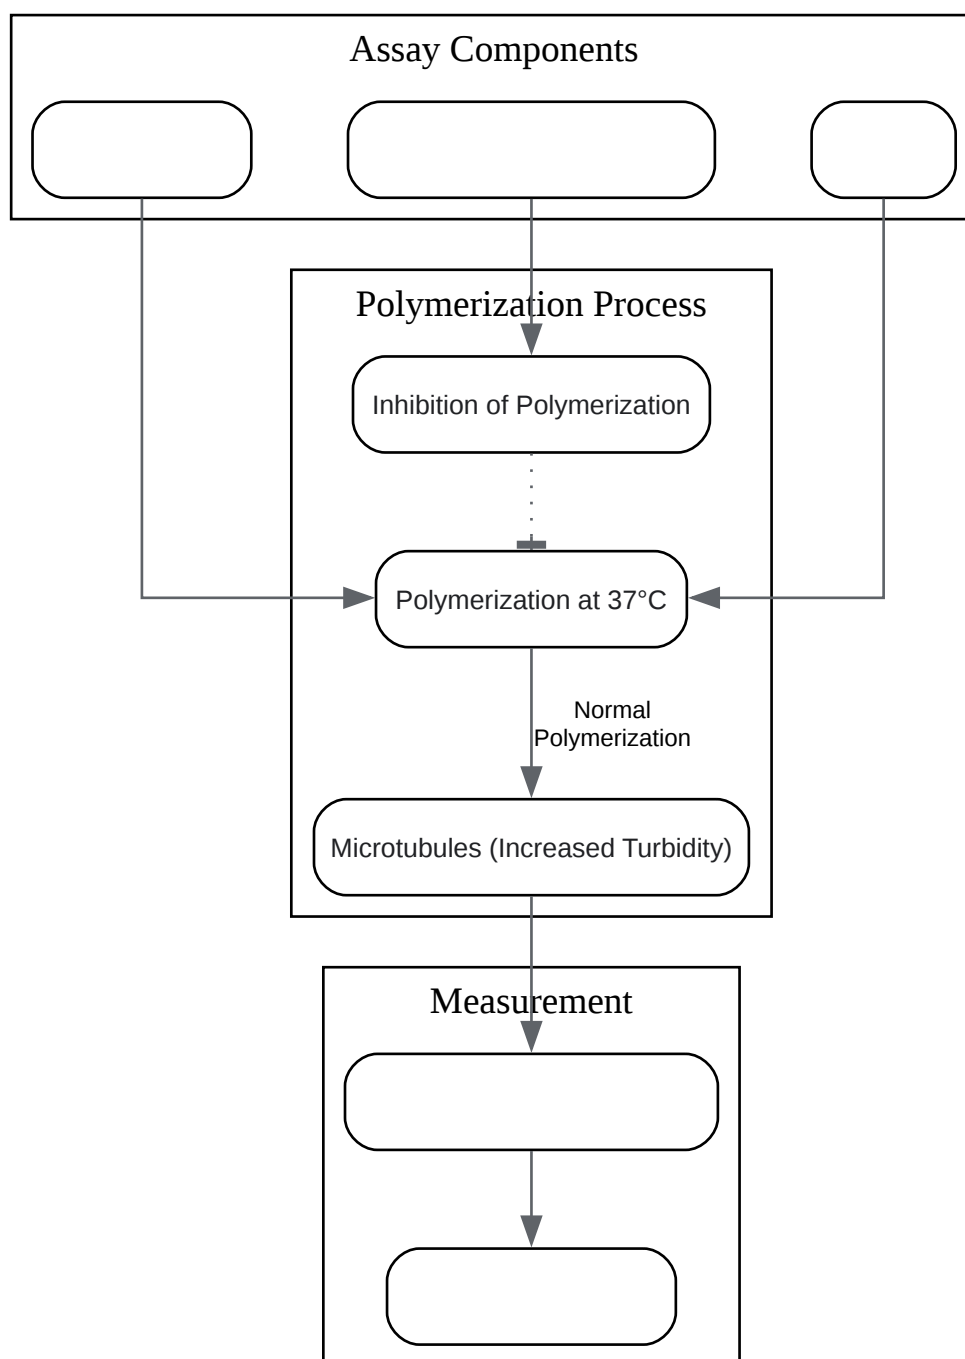 Assay Components
Polymerization Process
Inhibition of Polymerization
Polymerization at 37°C
Normal
Polymerization
Microtubules (Increased Turbidity)
Measurement